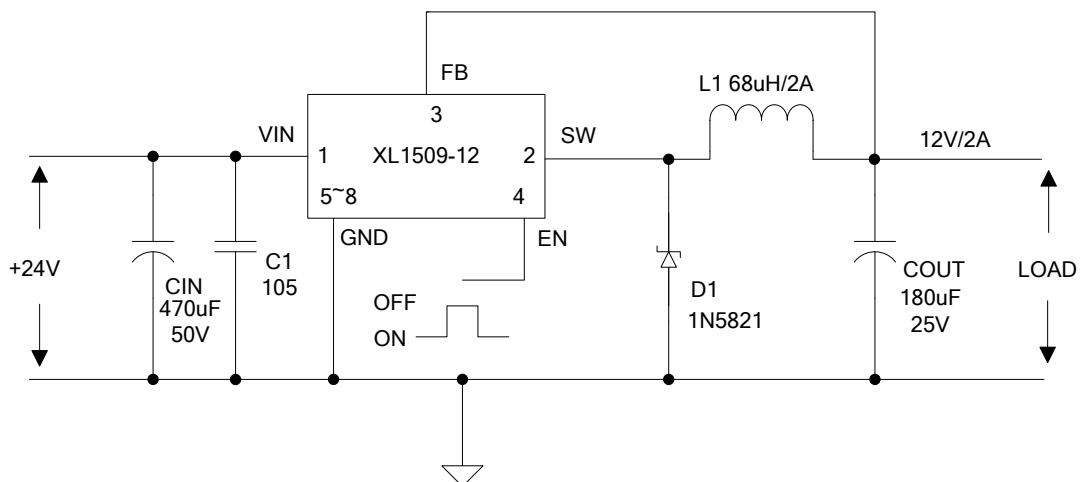 FB
L1 68uH/2A
3
VIN
SW
12V/2A
1
XL1509-12
2
5~8
4
GND
EN
+24V
C1
105
CIN
470uF
50V
OFF
ON
D1
1N5821
COUT
180uF
25V
LOAD